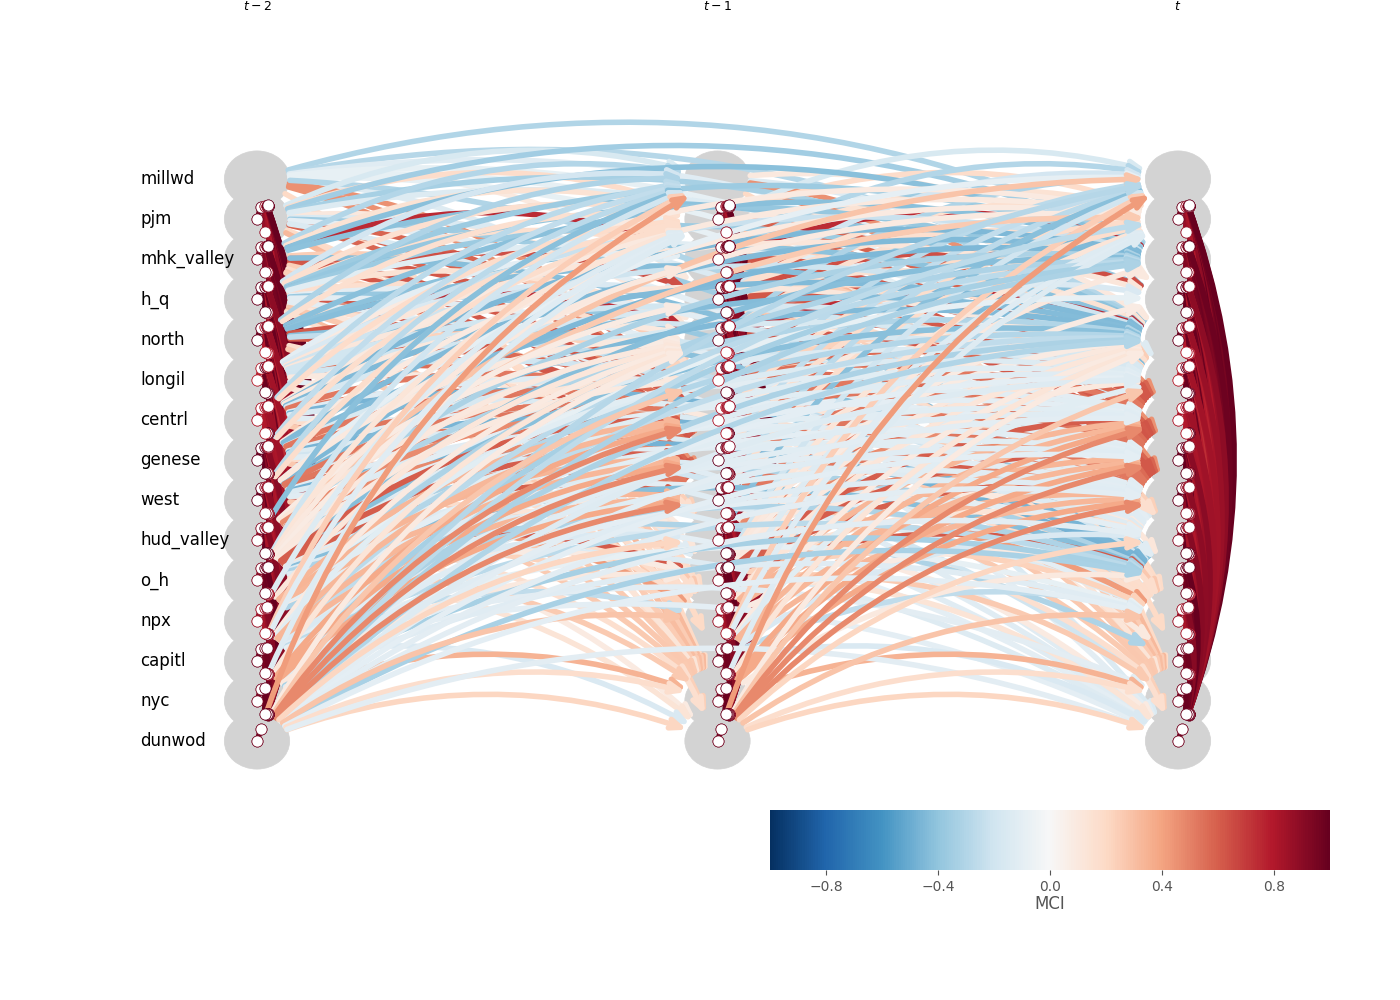 t − 2 t − 1 t
millwd
pjm
mhk_valley
h_q
north
longil
centrl
genese
west
hud_valley
o_h
npx
capitl
nyc
dunwod
−0.8 −0.4 0.0 0.4 0.8
MCI